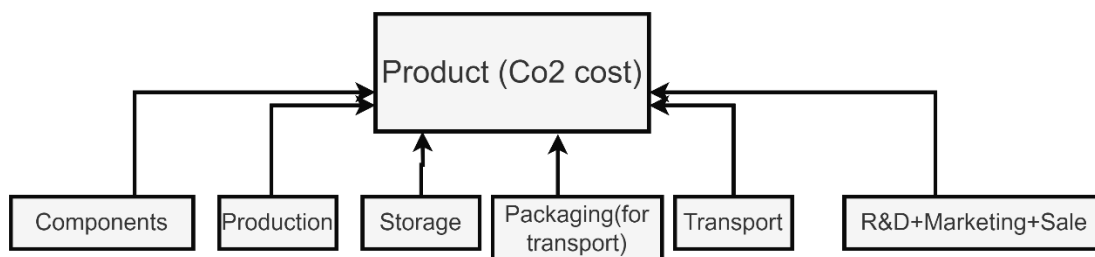 Product (Co2 cost)
Components
Production
Storage
Packaging(for
transport)
Transport
R&D+Marketing+Sale